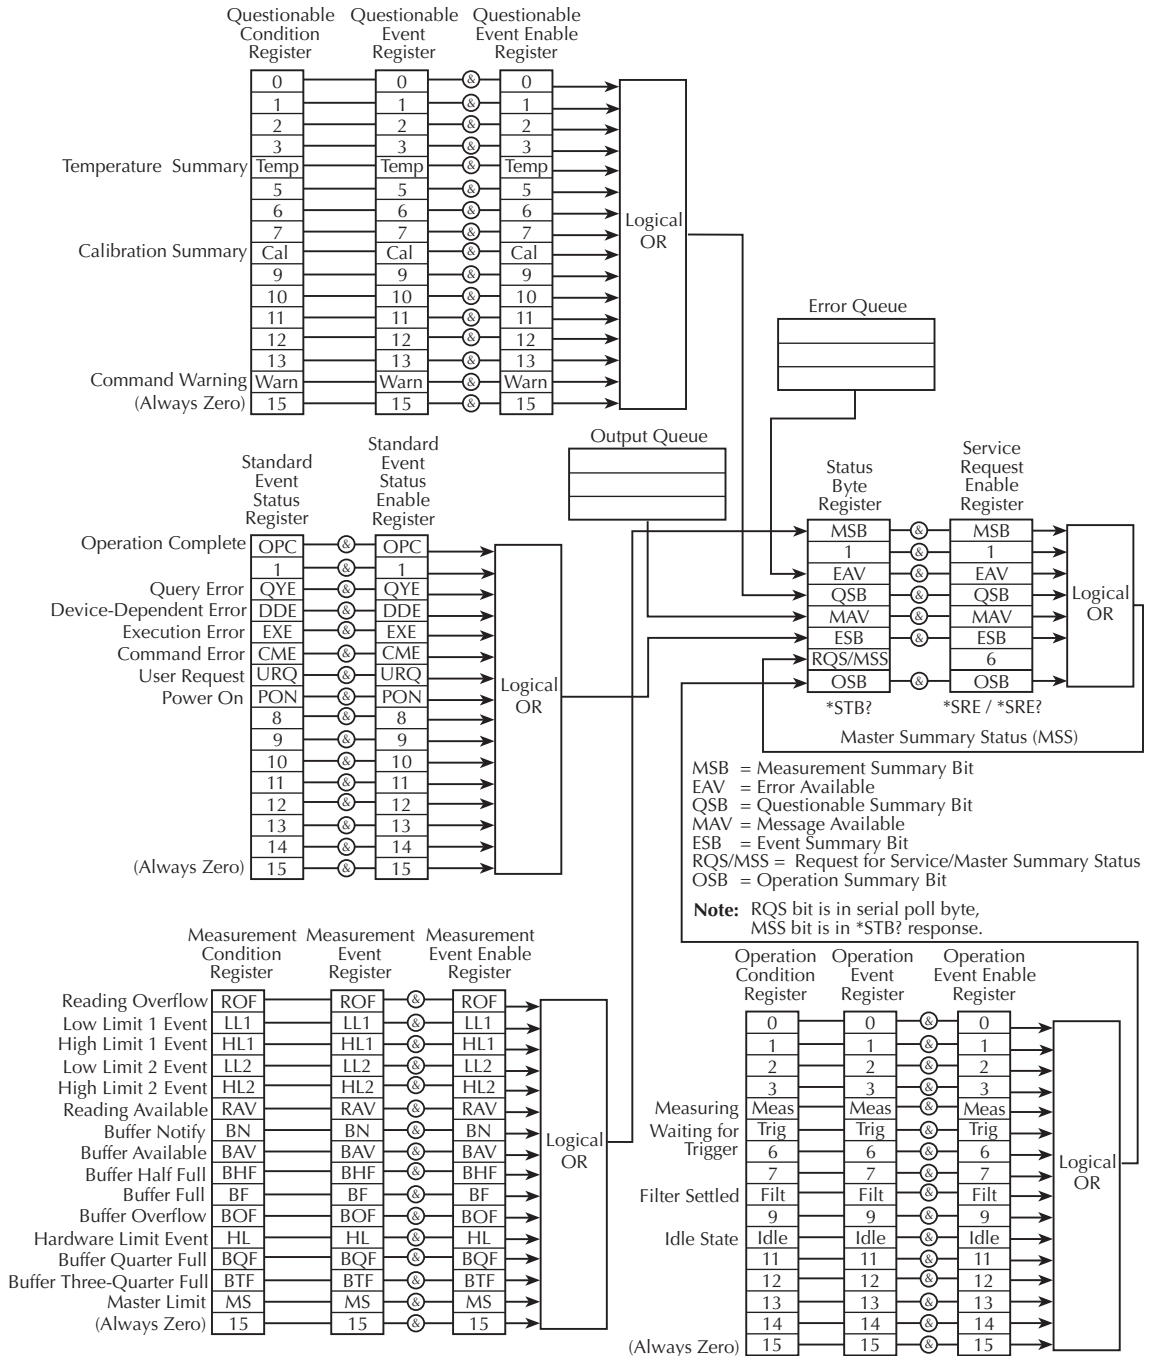 Questionable Condition Register
Questionable Event Register
Questionable Event Enable Register
0 0 & 0
1 1 & 1
2 2 & 2
3 3 & 3
Temperature Summary Temp Temp & Temp
5 5 & 5
6 6 & 6
7 7 & 7
Calibration Summary Cal Cal & Cal
9 9 & 9
10 10 & 10
11 11 & 11
12 12 & 12
13 13 & 13
Command Warning Warn Warn & Warn
(Always Zero) 15 15 & 15
Logical
OR
Error Queue
Output Queue
Standard Event Status Register
Standard Event Status Enable Register
Operation Complete OPC & OPC
1 & 1
Query Error QYE & QYE
Device-Dependent Error DDE & DDE
Execution Error EXE & EXE
Command Error CME & CME
User Request URQ & URQ
Power On PON & PON
8 & 8
9 & 9
10 & 10
11 & 11
12 & 12
13 & 13
14 & 14
(Always Zero) 15 & 15
Logical
OR
Status Byte Register
Service Request Enable Register
MSB & MSB
1 & 1
EAV & EAV
QSB & QSB
MAV & MAV
ESB & ESB
RQS/MSS 6
OSB & OSB
Logical
OR
*STB? *SRE / *SRE?
Master Summary Status (MSS)
MSB = Measurement Summary Bit
EAV = Error Available
QSB = Questionable Summary Bit
MAV = Message Available
ESB = Event Summary Bit
RQS/MSS = Request for Service/Master Summary Status
OSB = Operation Summary Bit
Note: RQS bit is in serial poll byte,
MSS bit is in *STB? response.
Measurement Condition Register
Measurement Event Register
Measurement Event Enable Register
Reading Overflow ROF ROF & ROF
Low Limit 1 Event LL1 LL1 & LL1
High Limit 1 Event HL1 HL1 & HL1
Low Limit 2 Event LL2 LL2 & LL2
High Limit 2 Event HL2 HL2 & HL2
Reading Available RAV RAV & RAV
Buffer Notify BN BN & BN
Buffer Available BAV BAV & BAV
Buffer Half Full BHF BHF & BHF
Buffer Full BF BF & BF
Buffer Overflow BOF BOF & BOF
Hardware Limit Event HL HL & HL
Buffer Quarter Full BQF BQF & BQF
Buffer Three-Quarter Full BTF BTF & BTF
Master Limit MS MS & MS
(Always Zero) 15 15 & 15
Logical
OR
Operation Condition Register
Operation Event Register
Operation Event Enable Register
0 0 & 0
1 1 & 1
2 2 & 2
3 3 & 3
Measuring Meas Meas & Meas
Waiting for Trigger Trig Trig & Trig
6 6 & 6
7 7 & 7
Filter Settled Filt Filt & Filt
9 9 & 9
Idle State Idle Idle & Idle
11 11 & 11
12 12 & 12
13 13 & 13
14 14 & 14
(Always Zero) 15 15 & 15
Logical
OR